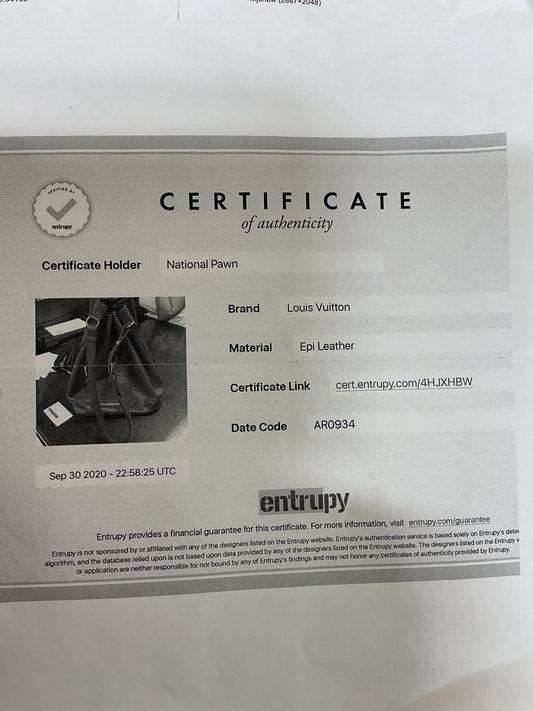 (2667×2048)
VERIFIED BY
entrupy
CERTIFICATE
of authenticity
Certificate Holder National Pawn
Brand Louis Vuitton
Material Epi Leather
Certificate Link cert.entrupy.com/4HJXHBW
Date Code AR0934
Sep 30 2020 - 22:58:25 UTC
entrupy
Entrupy provides a financial guarantee for this certificate. For more information, visit entrupy.com/guarantee
Entrupy is not sponsored by or affiliated with any of the designers listed on the Entrupy website. Entrupy's authentication service is based solely on Entrupy's
algorithm, and the database relied upon is not based upon data provided by any of the designers listed on the Entrupy website. The designers listed on the Entrupy
or application are neither responsible for nor bound by any of Entrupy's findings and may not honor any certificates of authenticity provided by Entrupy.